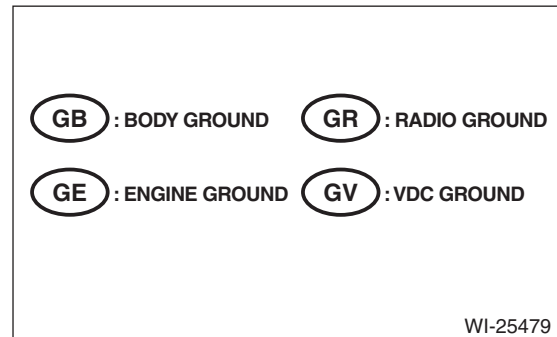 GB : BODY GROUND GR : RADIO GROUND
GE : ENGINE GROUND GV : VDC GROUND
WI-25479